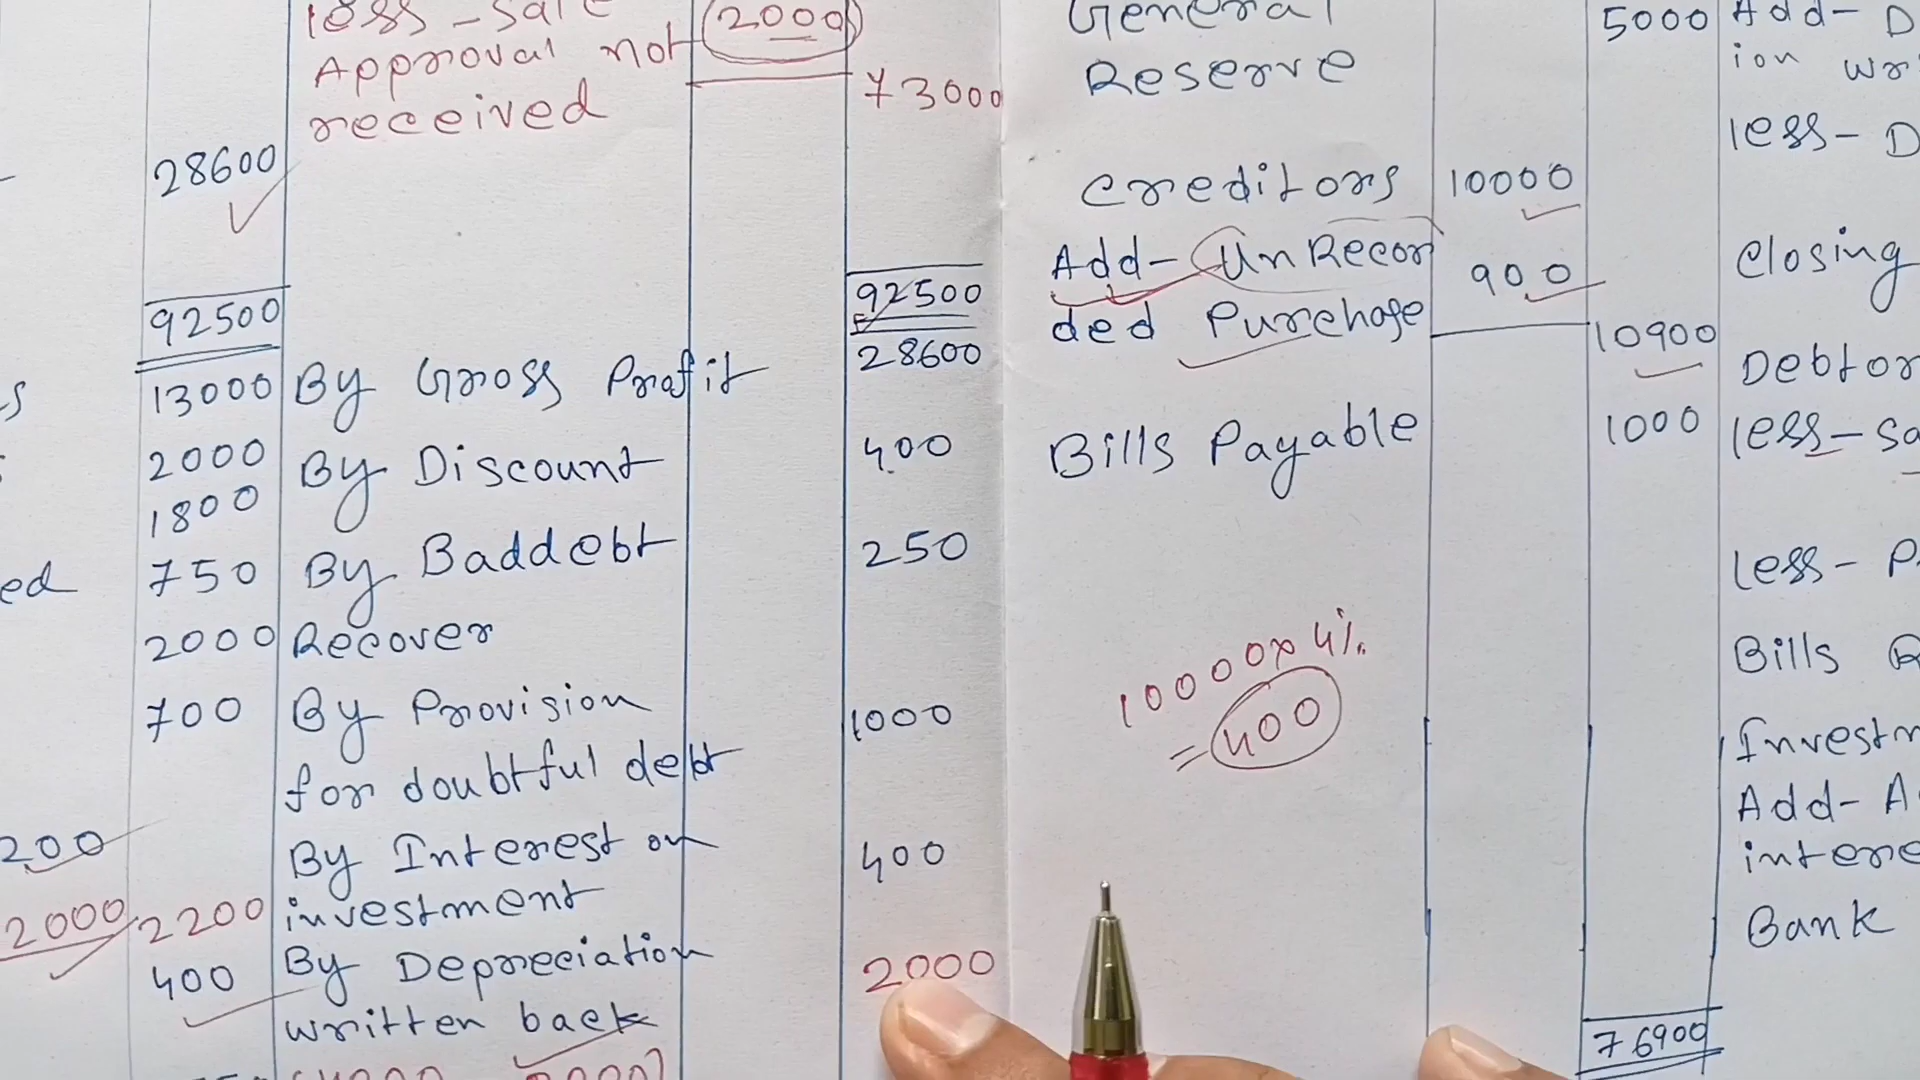 less - Sale
Approval not
received
(2000)
73000
28600
92500
92500
13000 By Gross Profit 28600
2000 By Discount 400
1800
ed 750 By Baddebt 250
2000 Recover
700 By Provision 1000
for doubtful debt
200 By Interest on 400
2000 2200 investment
400 By Depreciation 2000
written back
General
Reserve
5000
Creditors 10000
Add - UnRecor 900
ded Purchase
10900
Bills Payable 1000
10000 x 4%
= 400
76900
Add - D
ion wr
less - D
Closing
Debtor
less - Sa
less - P
Bills
Investm
Add - A
intere
Bank